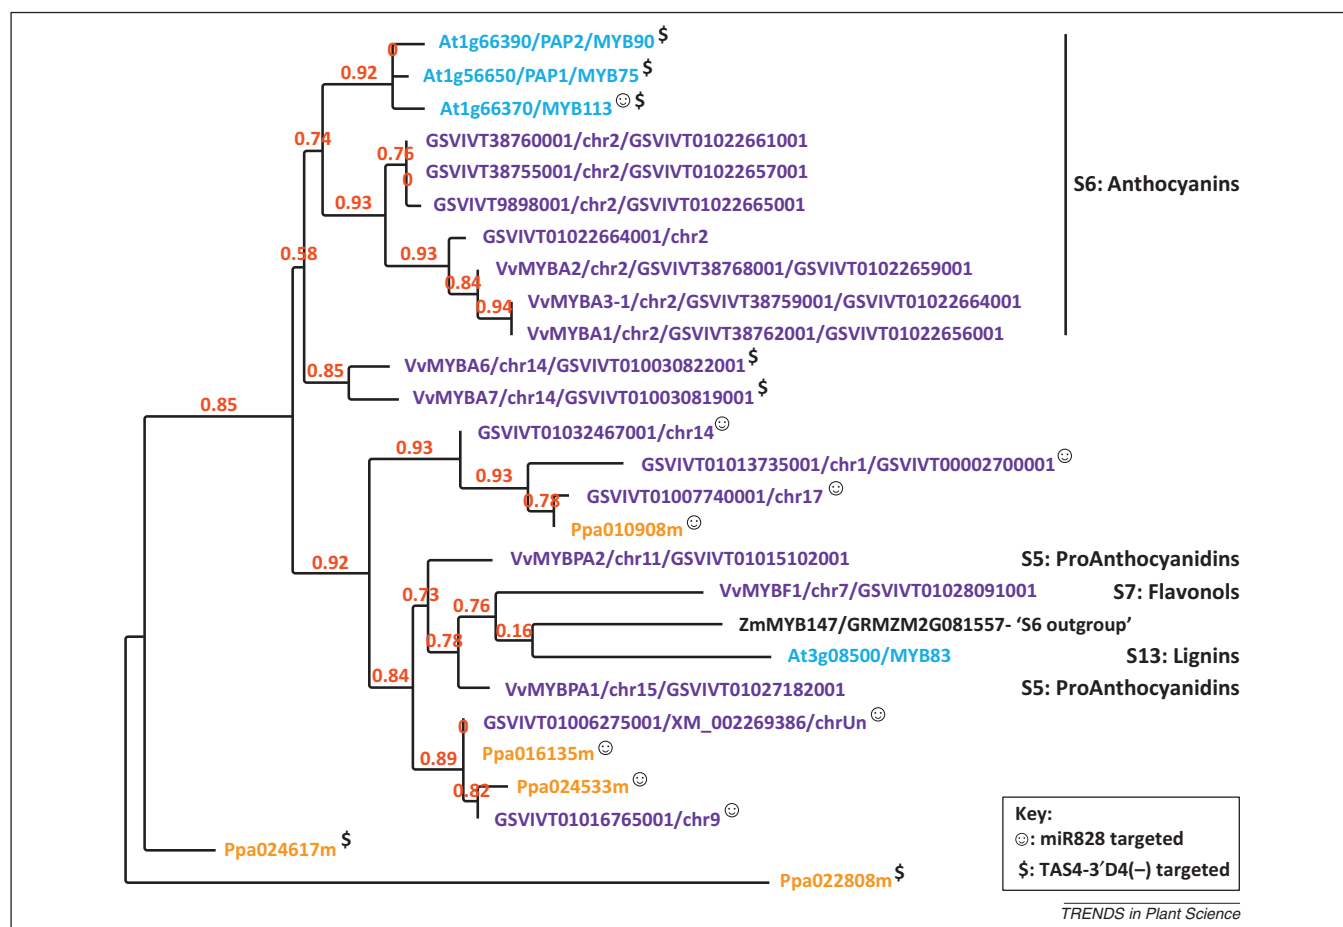 At1g66390/PAP2/MYB90 $
0
0.92
At1g56650/PAP1/MYB75 $
At1g66370/MYB113 ☺ $
0.74
GSVIVT38760001/chr2/GSVIVT01022661001
0.76
GSVIVT38755001/chr2/GSVIVT01022657001
0
S6: Anthocyanins
0.93
GSVIVT9898001/chr2/GSVIVT01022665001
GSVIVT01022664001/chr2
0.58
0.93
VvMYBA2/chr2/GSVIVT38768001/GSVIVT01022659001
0.84
VvMYBA3-1/chr2/GSVIVT38759001/GSVIVT01022664001
0.94
VvMYBA1/chr2/GSVIVT38762001/GSVIVT01022656001
VvMYBA6/chr14/GSVIVT010030822001 $
0.85
VvMYBA7/chr14/GSVIVT010030819001 $
0.85
GSVIVT01032467001/chr14 ☺
0.93
GSVIVT01013735001/chr1/GSVIVT00002700001 ☺
0.93
GSVIVT01007740001/chr17 ☺
0.78
Ppa010908m ☺
0.92
VvMYBPA2/chr11/GSVIVT01015102001 S5: ProAnthocyanidins
0.73
VvMYBF1/chr7/GSVIVT01028091001 S7: Flavonols
0.76
ZmMYB147/GRMZM2G081557- ‘S6 outgroup’
0.16
0.78
At3g08500/MYB83 S13: Lignins
0.84
VvMYBPA1/chr15/GSVIVT01027182001 S5: ProAnthocyanidins
GSVIVT01006275001/XM_002269386/chrUn ☺
0
Ppa016135m ☺
0.89
Ppa024533m ☺
0.82
GSVIVT01016765001/chr9 ☺
Ppa024617m $
Ppa022808m $
Key:
☺: miR828 targeted
$: TAS4-3′D4(–) targeted
TRENDS in Plant Science